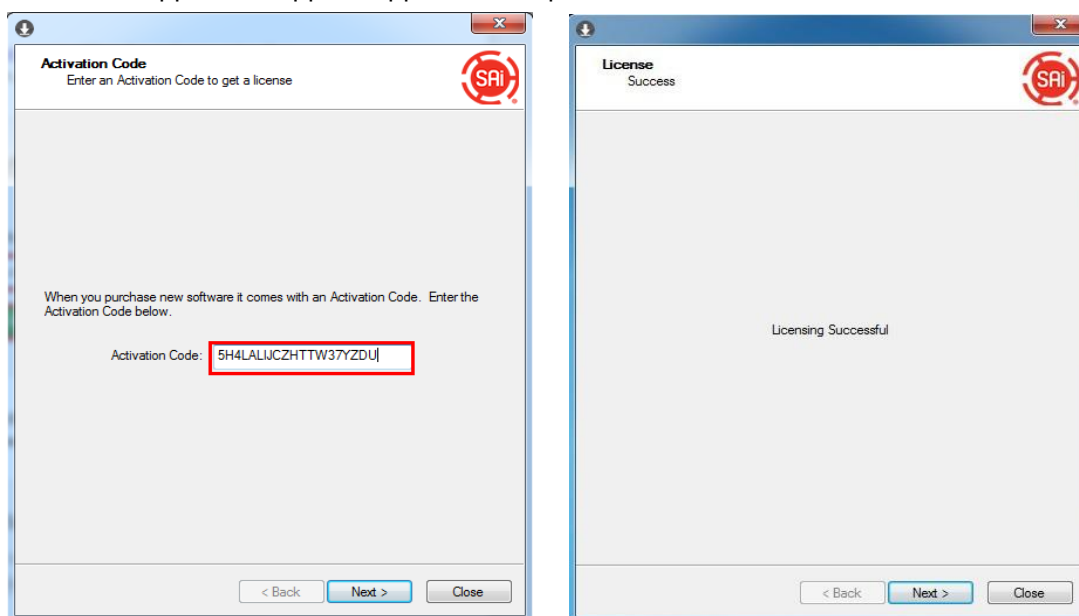 Activation Code
Enter an Activation Code to get a license
SAi
When you purchase new software it comes with an Activation Code. Enter the
Activation Code below.
Activation Code: 5H4LALIJCZHTTW37YZDU
< Back Next > Close
License
Success
SAi
Licensing Successful
< Back Next > Close